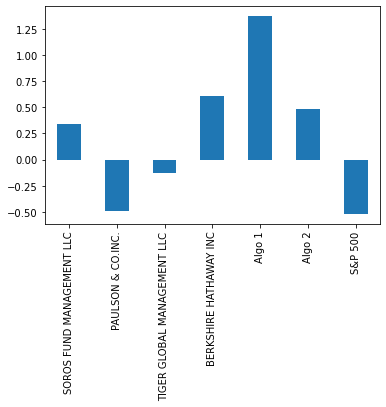 1.25
1.00
0.75
0.50
0.25
0.00
−0.25
−0.50
SOROS FUND MANAGEMENT LLC
PAULSON & CO.INC.
TIGER GLOBAL MANAGEMENT LLC
BERKSHIRE HATHAWAY INC
Algo 1
Algo 2
S&P 500